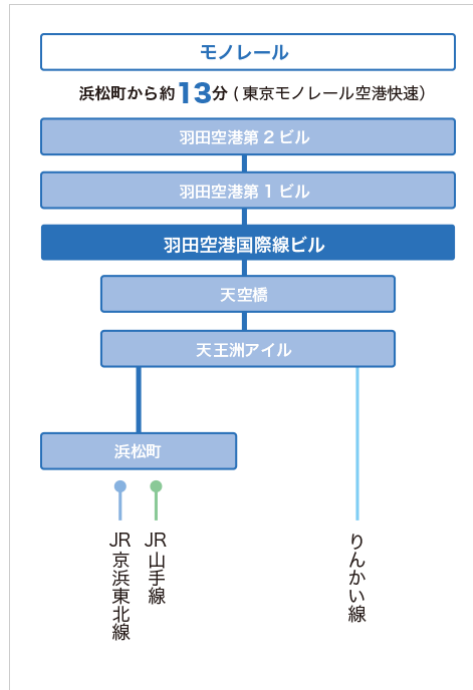 モノレール
浜松町から約13分 ( 東京モノレール空港快速）
羽田空港第 2 ビル
羽田空港第 1 ビル
羽田空港国際線ビル
天空橋
天王洲アイル
浜松町
JR京浜東北線
JR山手線
りんかい線